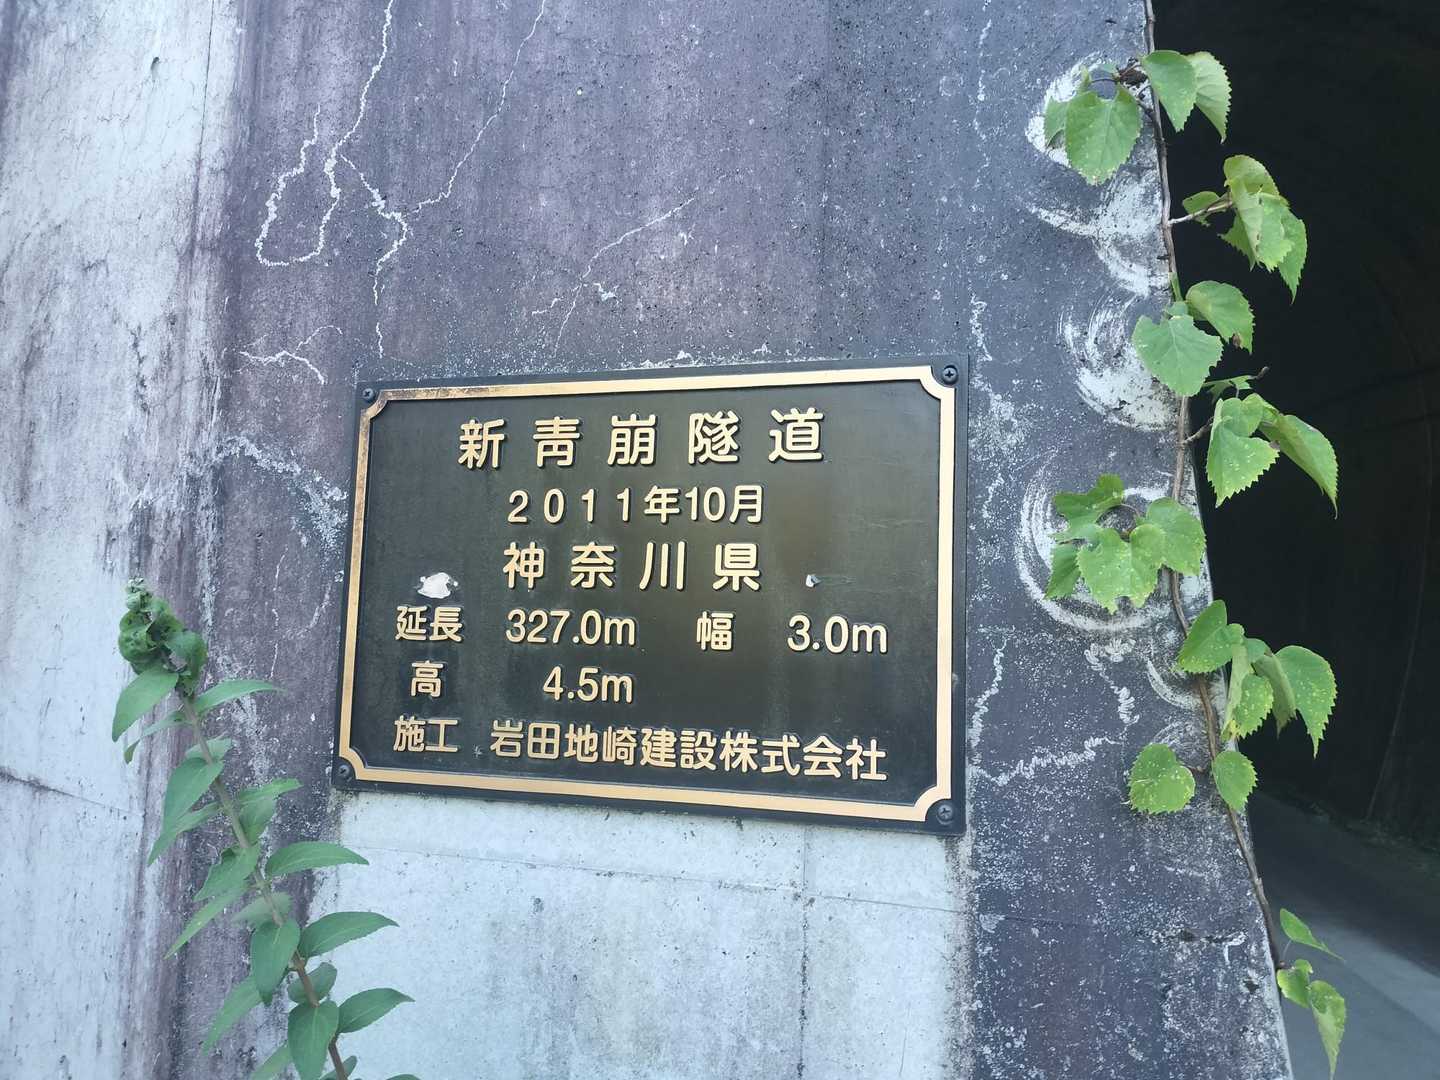 新青崩隧道
2011年10月
神奈川県
延長 327.0m 幅 3.0m
高 4.5m
施工 岩田地崎建設株式会社